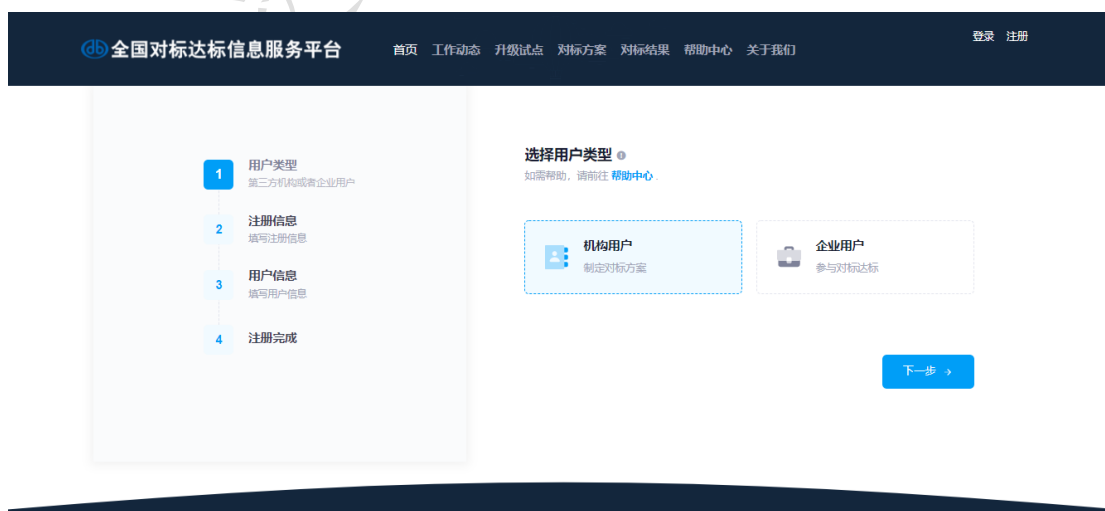 全国对标达标信息服务平台
首页 工作动态 升级试点 对标方案 对标结果 帮助中心 关于我们
登录 注册
1
用户类型
第三方机构或者企业用户
2
注册信息
填写注册信息
3
用户信息
填写用户信息
4
注册完成
选择用户类型
如需帮助，请前往 帮助中心 .
机构用户
制定对标方案
企业用户
参与对标达标
下一步 →